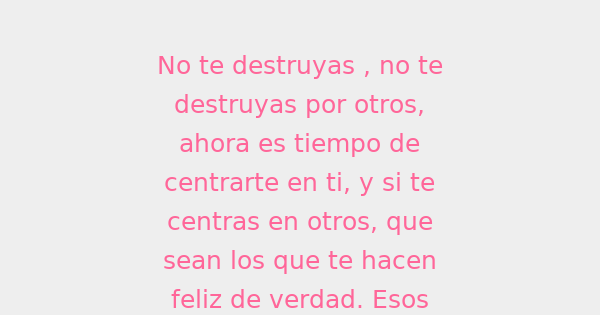 No te destruyas , no te
destruyas por otros,
ahora es tiempo de
centrarte en ti, y si te
centras en otros, que
sean los que te hacen
feliz de verdad. Esos